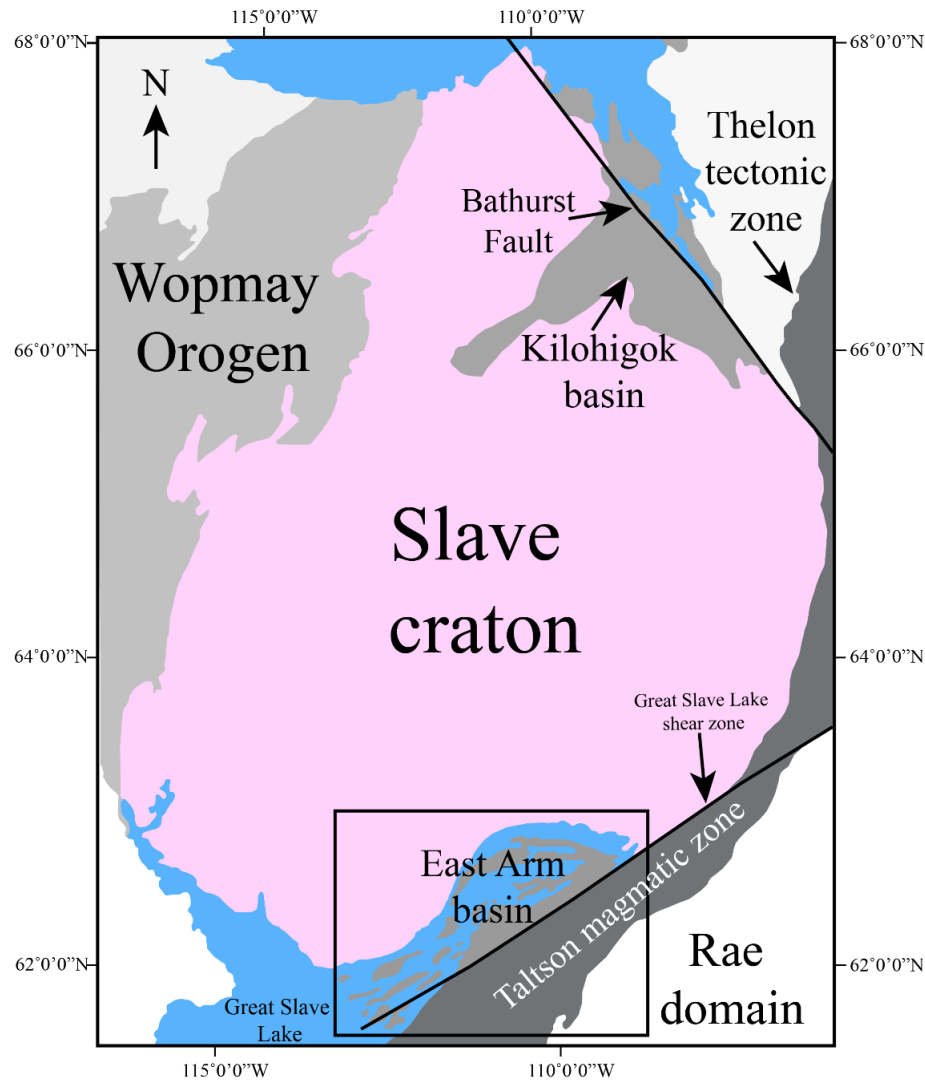 115°0'0"W 110°0'0"W
68°0'0"N 68°0'0"N
N
Thelon
tectonic
zone
Bathurst
Fault
Wopmay
Orogen
66°0'0"N 66°0'0"N
Kilohigok
basin
Slave
craton
64°0'0"N 64°0'0"N
Great Slave Lake
shear zone
East Arm
basin
Taltson magmatic zone
Rae
domain
62°0'0"N 62°0'0"N
Great Slave
Lake
115°0'0"W 110°0'0"W